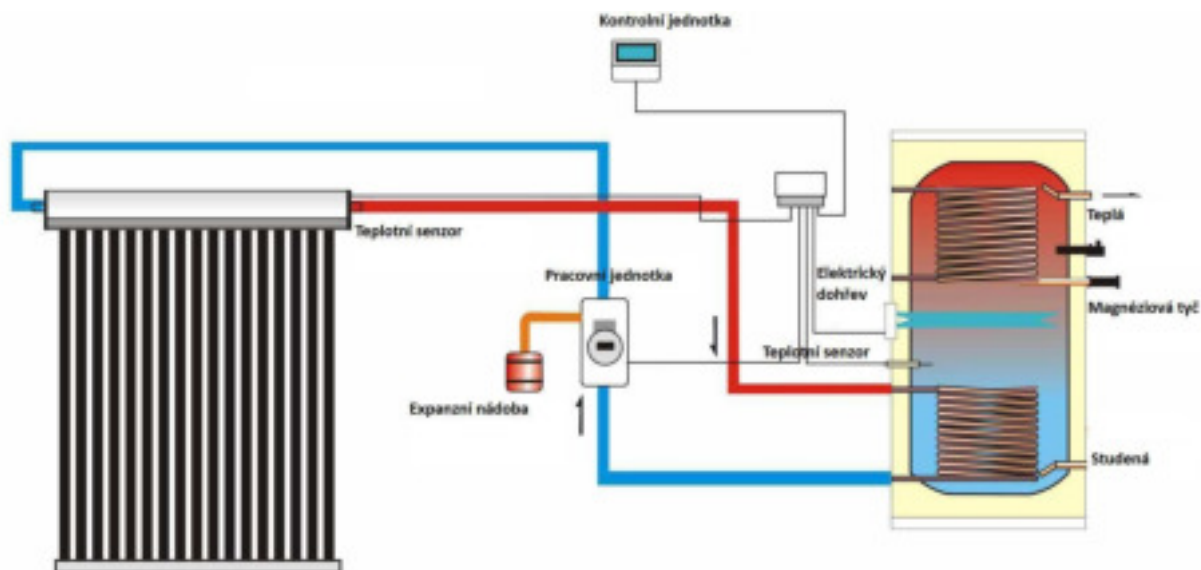 Kontrolní jednotka
Teplotní senzor
Pracovní jednotka
Expanzní nádoba
Elektrický
dohřev
Teplotní senzor
Teplá
Magnéziová tyč
Studená